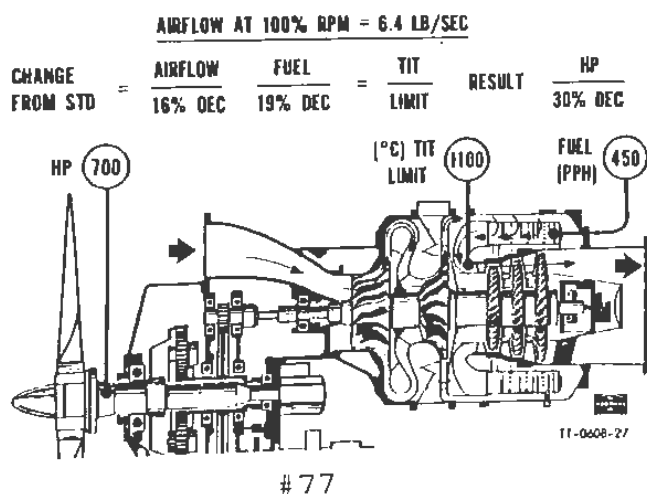 AIRFLOW AT 100% RPM = 6.4 LB/SEC
CHANGE FROM STD = AIRFLOW FUEL = TIT RESULT HP
16% DEC 19% DEC LIMIT 30% DEC
HP 700
(°C) TIT LIMIT 1100
FUEL (PPH) 450
TT-0608-27
#77